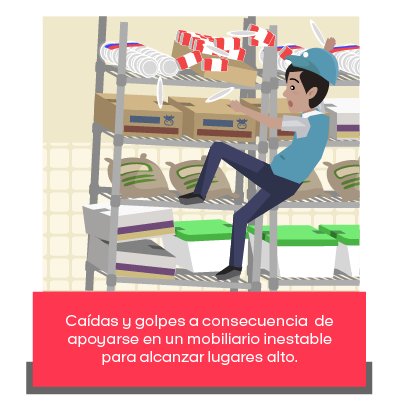 Caídas y golpes a consecuencia de
apoyarse en un mobiliario inestable
para alcanzar lugares alto.